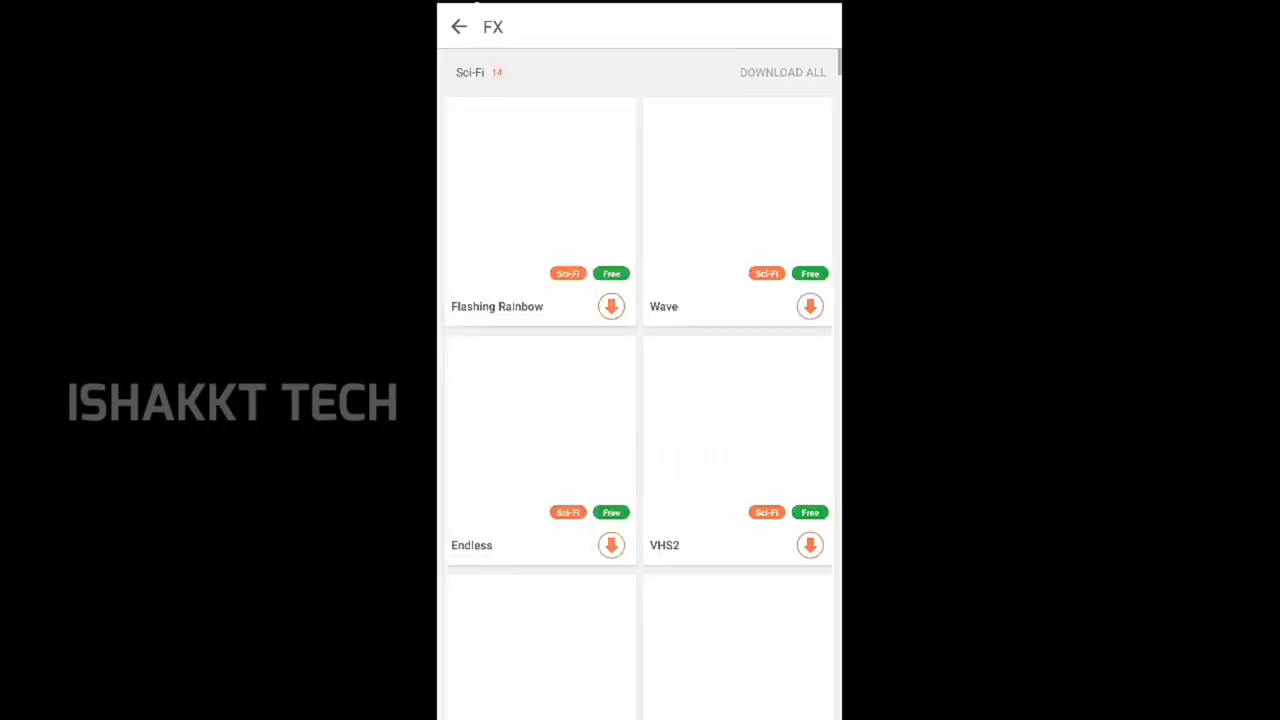 FX
Sci-Fi 14 DOWNLOAD ALL
Sci-Fi Free Sci-Fi Free
Flashing Rainbow Wave
ISHAKKT TECH
Sci-Fi Free Sci-Fi Free
Endless VHS2